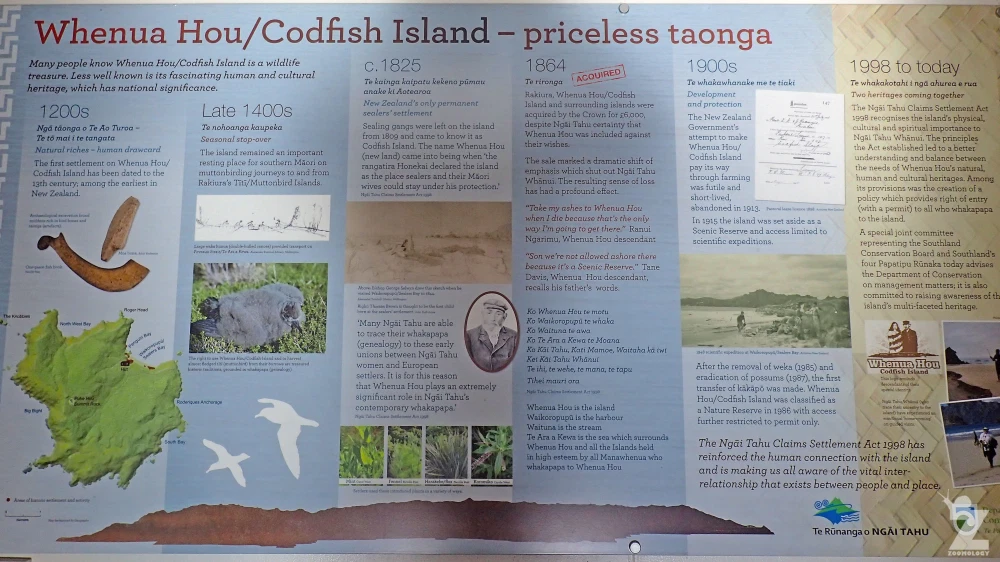 Whenua Hou/Codfish Island – priceless taonga
Many people know Whenua Hou/Codfish Island is a wildlife
treasure. Less well known is its fascinating human and cultural
heritage, which has national significance.
1200s
Ngā tāonga o Te Ao Turoa –
Te tō mai i te tangata
Natural riches – human drawcard
The first settlement on Whenua Hou/
Codfish Island has been dated to the
13th century; among the earliest in
New Zealand.
The Knobbies
North West Bay
Roger Head
Big Bight
Hut
Roderiques Anchorage
South Bay
Late 1400s
Te nohoanga kaupeka
Seasonal stop-over
The island remained an important
resting place for southern Māori on
muttonbirding journeys to and from
Rakiura's Tītī/Muttonbird Islands.
c.1825
Te kainga kaipatu kekeno pūmau
anake ki Aotearoa
New Zealand's only permanent
sealers' settlement
Sealing gangs were left on the island
from 1809 and came to know it as
Codfish Island. The name Whenua Hou
(new land) came into being when 'the
rangatira Honekai declared the island
as the place sealers and their Māori
wives could stay under his protection.'
Ngāi Tahu Claims Settlement Act 1998
'Many Ngāi Tahu are able
to trace their whakapapa
(genealogy) to these
early unions between Ngāi Tahu
women and European
settlers. It is for this
reason that Whenua Hou plays an extremely
significant role in Ngāi Tahu's
contemporary whakapapa.'
Ngāi Tahu Claims Settlement Act 1998
1864
Te rironga
ACQUIRED
Rakiura, Whenua Hou/Codfish
Island and surrounding islands were
acquired by the Crown for £6,000,
despite Ngāi Tahu certainty that
Whenua Hou was included against
their wishes.
The sale marked a dramatic shift of
emphasis which shut out Ngāi Tahu
Whānui. The resulting sense of loss
has had a profound effect.
"Take my ashes to Whenua Hou
when I die because that's the only
way I'm going to get there." Ranui
Ngarimu, Whenua Hou descendant
"Son we're not allowed ashore there
because it's a Scenic Reserve." Tane
Davis, Whenua Hou descendant,
recalls his father's words.
Ko Whenua Hou te motu
Ko Waikoropupū te whaka
Ko Waituna te awa
Ko Te Ara a Kewa te Moana
Ko Kāi Tahu, Kati Mamoe, Waitaha kā iwi
Kei Kāi Tahu Whānui
Te ihi, te wehe, te mana, te tapu
Tihei mauri ora
Ngāi Tahu Claims Settlement Act 1998
Whenua Hou is the island
Waikoropupū is the harbour
Waituna is the stream
Te Ara a Kewa is the sea which surrounds
Whenua Hou and all the Islands held
in high esteem by all Manawhenua who
whakapapa to Whenua Hou
1900s
Te whakawhanake me te tiaki
Development
and protection
The New Zealand
Government's
attempt to make
Whenua Hou/
Codfish Island
pay its way
through farming
was futile and
short-lived,
abandoned in 1913.
In 1915 the island was set aside as a
Scenic Reserve and access limited to
scientific expeditions.
After the removal of weka (1985) and
eradication of possums (1987), the first
transfer of kākāpō was made. Whenua
Hou/Codfish Island was classified as
a Nature Reserve in 1986 with access
further restricted to permit only.
1998 to today
Te whakakotahi i ngā ahurea e rua
Two heritages coming together
The Ngāi Tahu Claims Settlement Act
1998 recognises the island's physical,
cultural and spiritual importance to
Ngāi Tahu Whānui. The principles
the Act established led to a better
understanding and balance between
the needs of Whenua Hou's natural,
human and cultural heritages. Among
its provisions was the creation of a
policy which provides right of entry
(with a permit) to all who whakapapa
to the island.
A special joint committee
representing the Southland
Conservation Board and Southland's
four Papatipu Rūnaka today advises
the Department of Conservation
on management matters; it is also
committed to raising awareness of the
island's multi-faceted heritage.
Whenua Hou
Codfish Island
The Ngāi Tahu Claims Settlement Act 1998 has
reinforced the human connection with the island
and is making us all aware of the vital inter-
relationship that exists between people and place.
Te Rūnanga o NGĀI TAHU
ZOOMOLOGY